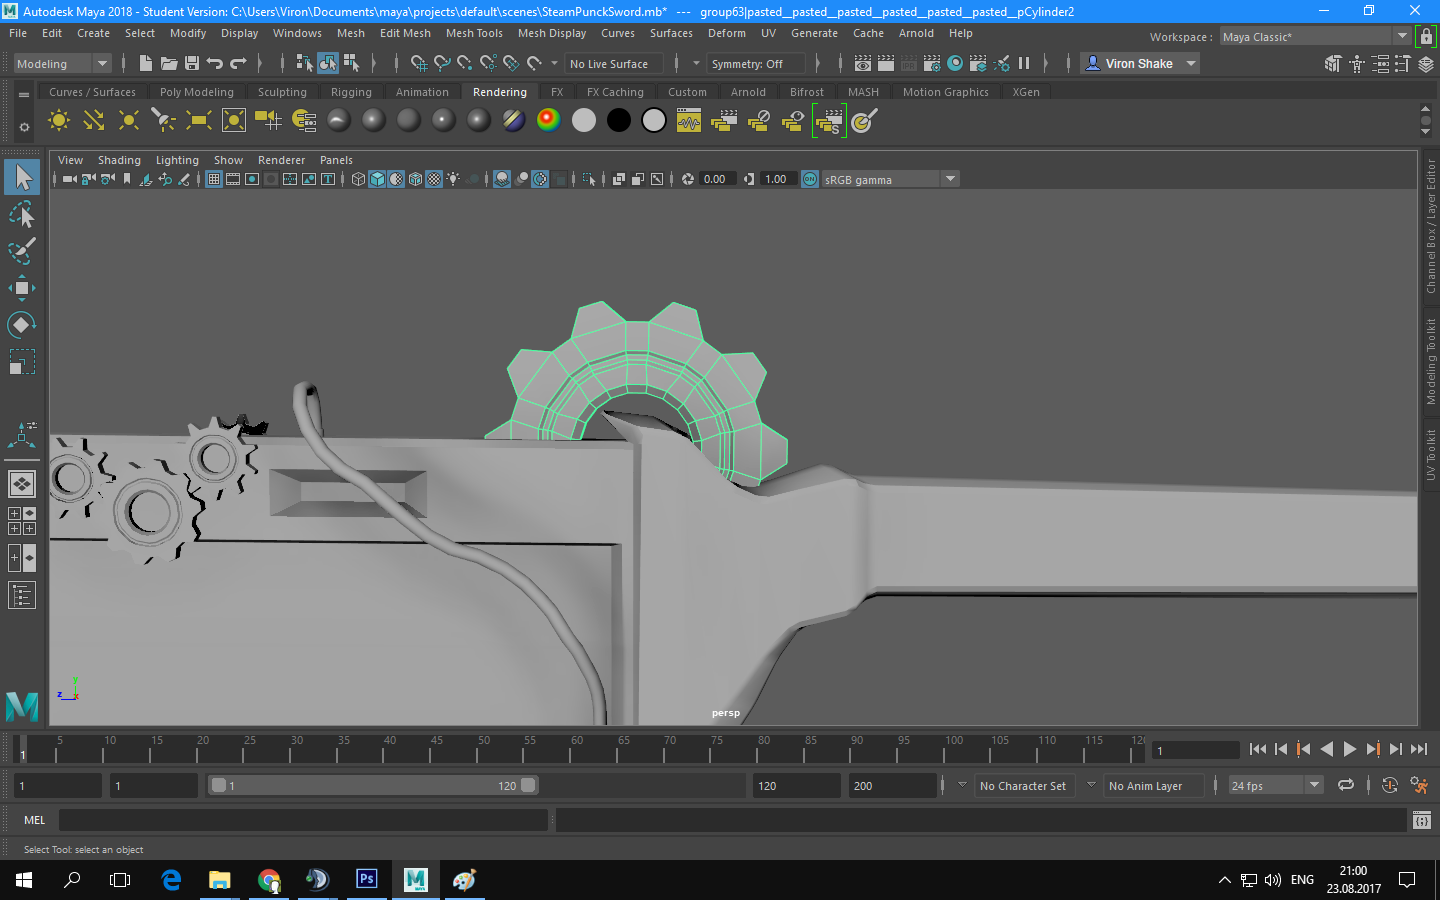 Autodesk Maya 2018 - Student Version: C:\Users\Viron\Documents\maya\projects\default\scenes\SteamPunckSword.mb* --- group63|pasted__pasted__pasted__pasted__pasted__pasted__pCylinder2
File Edit Create Select Modify Display Windows Mesh Edit Mesh Mesh Tools Mesh Display Curves Surfaces Deform UV Generate Cache Arnold Help
Workspace : Maya Classic*
Modeling No Live Surface Symmetry: Off Viron Shake
Curves / Surfaces Poly Modeling Sculpting Rigging Animation Rendering FX FX Caching Custom Arnold Bifrost MASH Motion Graphics XGen
View Shading Lighting Show Renderer Panels
0.00 1.00 ON sRGB gamma
Channel Box / Layer Editor
Modeling Toolkit
UV Toolkit
z x
persp
1 5 10 15 20 25 30 35 40 45 50 55 60 65 70 75 80 85 90 95 100 105 110 115 120
1
1 1 1 120 120 200 No Character Set No Anim Layer 24 fps
MEL
Select Tool: select an object
ENG
21:00
23.08.2017